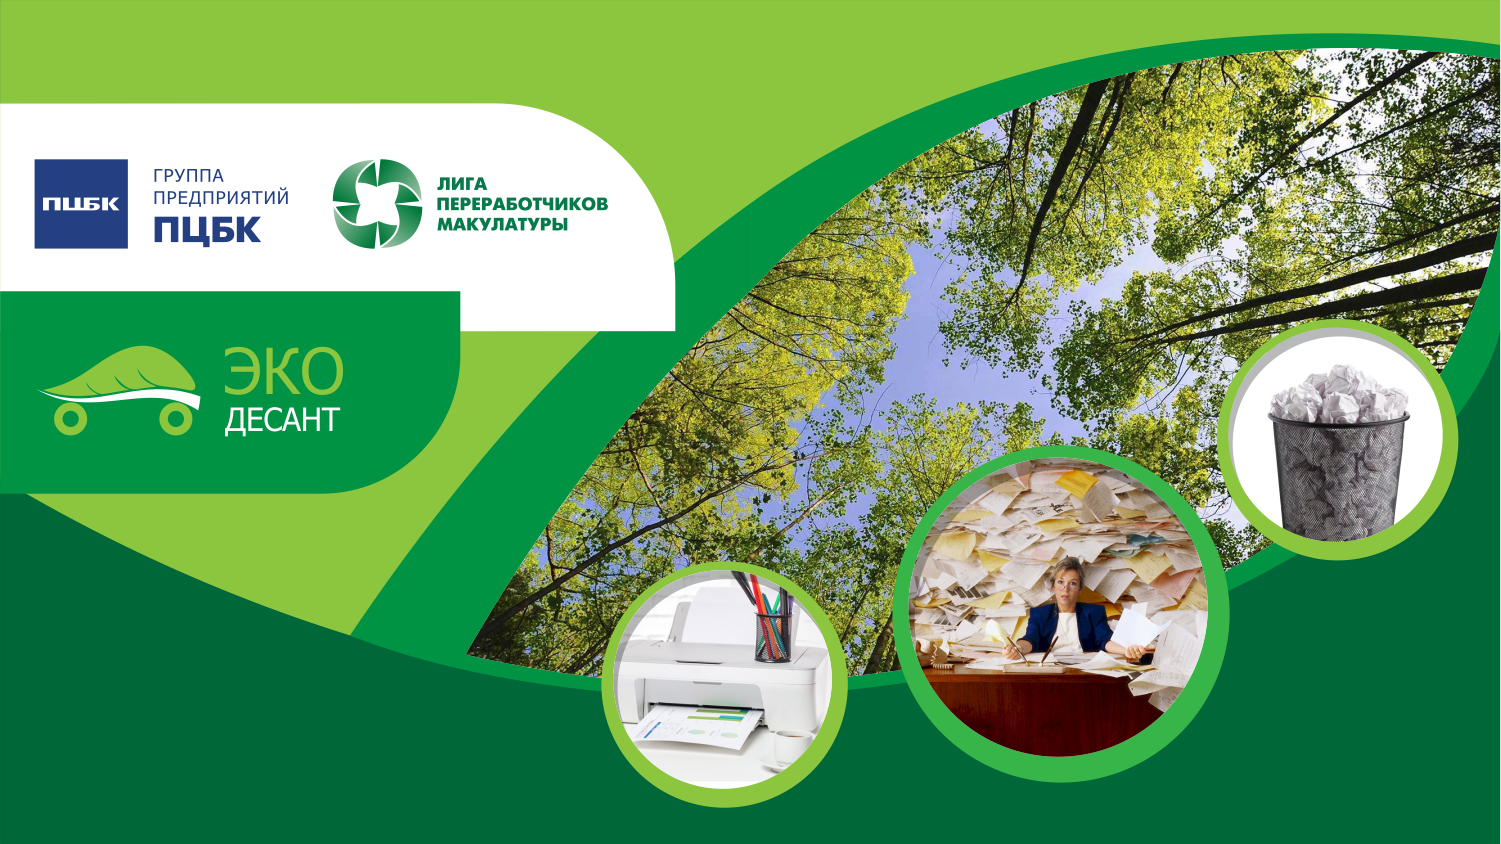 ПЦБК
ГРУППА
ПРЕДПРИЯТИЙ
ПЦБК
ЛИГА
ПЕРЕРАБОТЧИКОВ
МАКУЛАТУРЫ
ЭКО
ДЕСАНТ